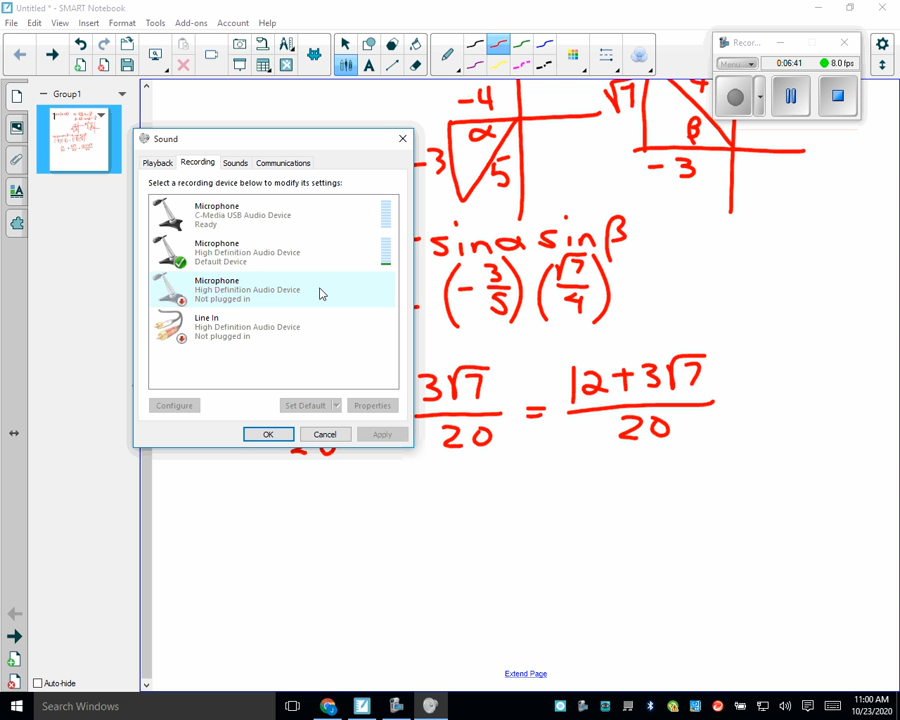 Untitled * - SMART Notebook
File Edit View Insert Format Tools Add-ons Account Help
Recor...
Menu
0:06:41
8.0 fps
Group1
1
Sound
Playback Recording Sounds Communications
Select a recording device below to modify its settings:
Microphone
C-Media USB Audio Device
Ready
Microphone
High Definition Audio Device
Default Device
Microphone
High Definition Audio Device
Not plugged in
Line In
High Definition Audio Device
Not plugged in
Configure Set Default Properties
OK Cancel Apply
-4
α
-3
5
√7
4
β
-3
- sinα sinβ
(-3/5) (√7/4)
3√7/20 = 12+3√7/20
20
Extend Page
Auto-hide
Search Windows
11:00 AM
10/23/2020